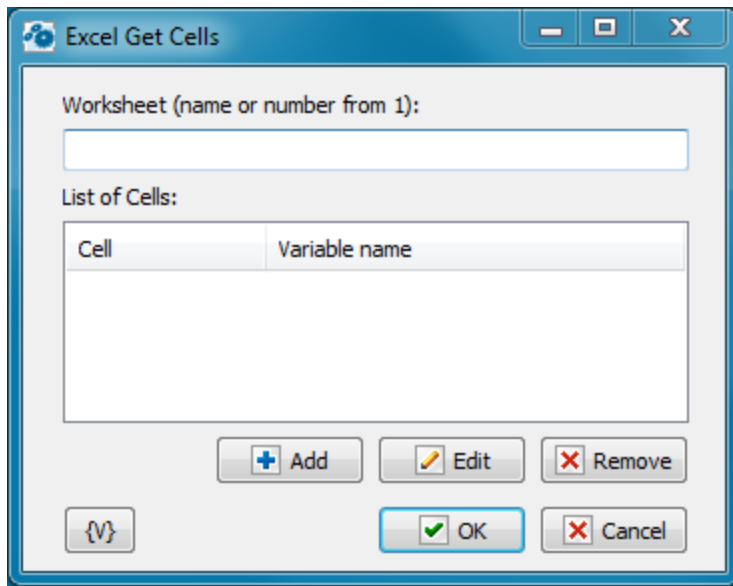 Excel Get Cells
Worksheet (name or number from 1):
List of Cells:
Cell Variable name
Add Edit Remove
{V} OK Cancel